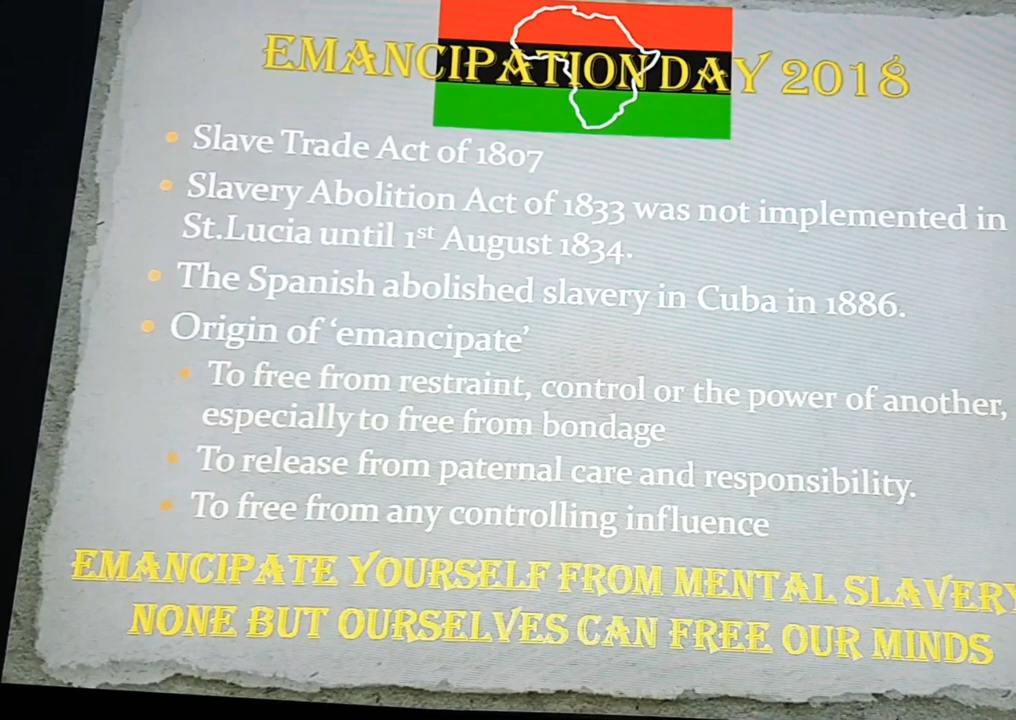 EMANCIPATION DAY 2018
Slave Trade Act of 1807
Slavery Abolition Act of 1833 was not implemented in
St.Lucia until 1st August 1834.
The Spanish abolished slavery in Cuba in 1886.
Origin of ‘emancipate’
To free from restraint, control or the power of another,
especially to free from bondage
To release from paternal care and responsibility.
To free from any controlling influence
EMANCIPATE YOURSELF FROM MENTAL SLAVERY
NONE BUT OURSELVES CAN FREE OUR MINDS